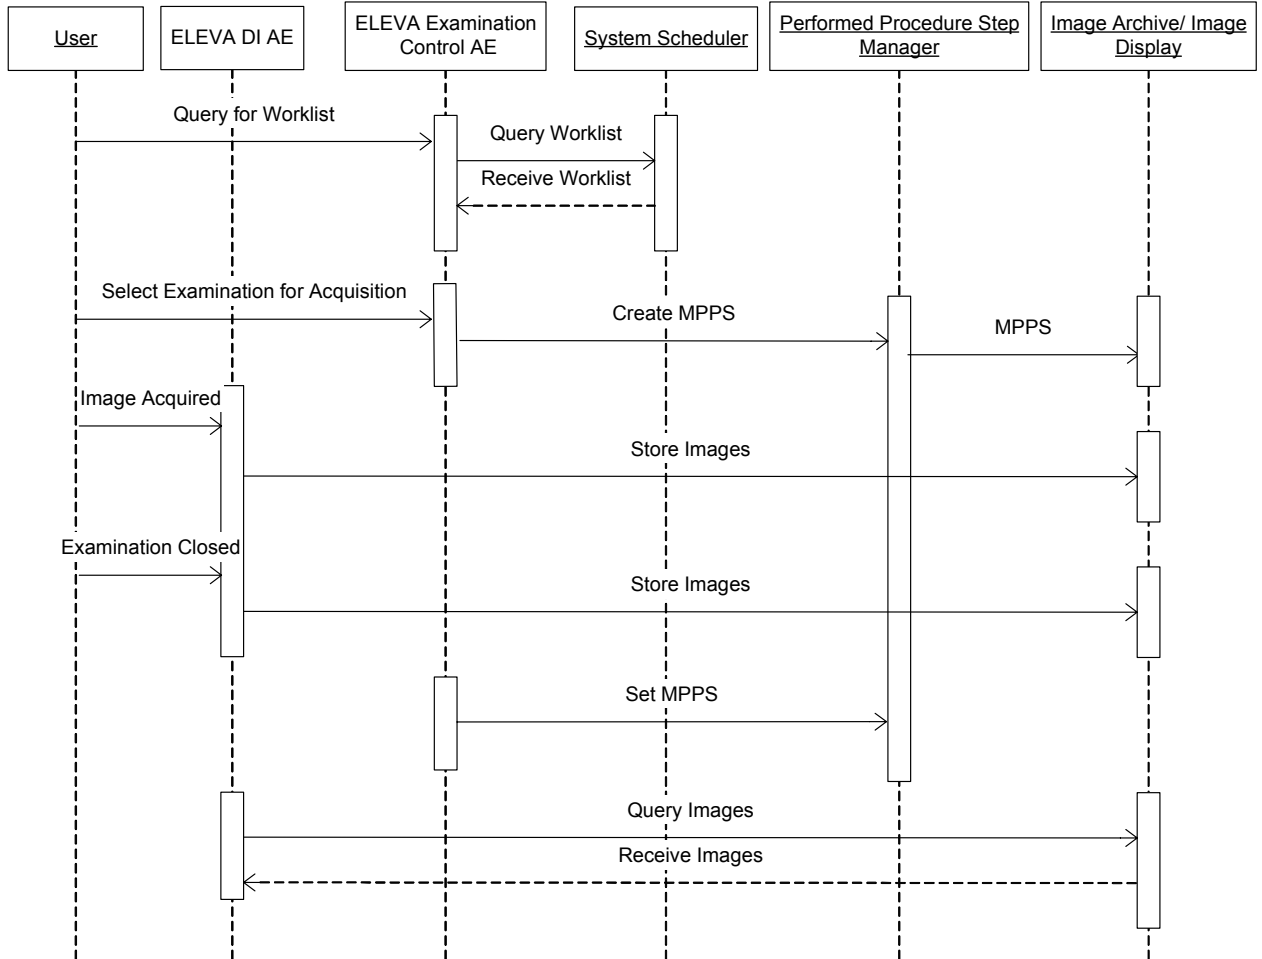 User
ELEVA DI AE
ELEVA Examination
Control AE
System Scheduler
Performed Procedure Step
Manager
Image Archive/ Image
Display
Query for Worklist
Query Worklist
Receive Worklist
Select Examination for Acquisition
Create MPPS
MPPS
Image Acquired
Store Images
Examination Closed
Store Images
Set MPPS
Query Images
Receive Images